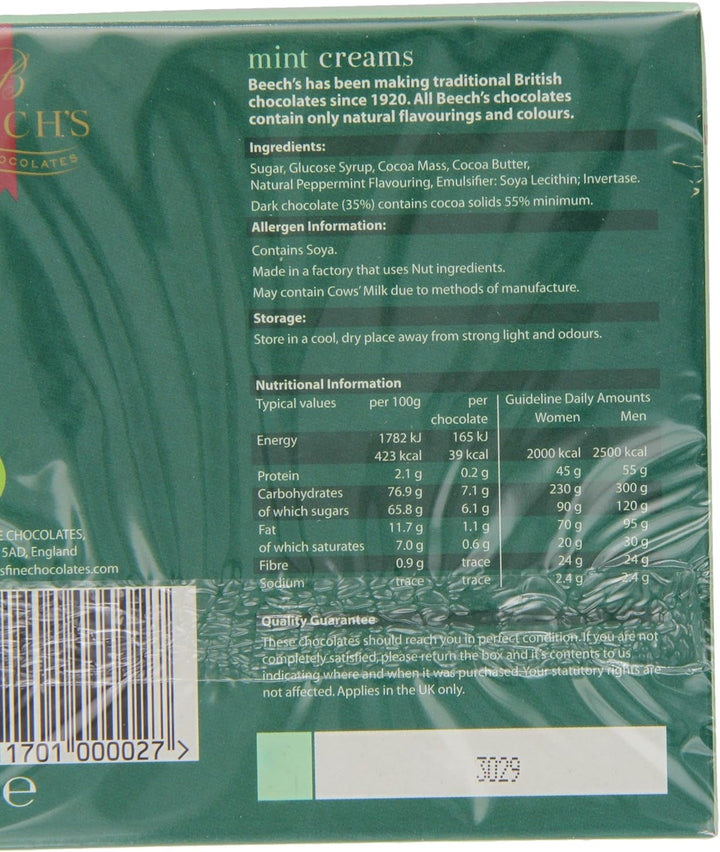 B
CH'S
OCOLATES
mint creams
Beech's has been making traditional British
chocolates since 1920. All Beech's chocolates
contain only natural flavourings and colours.
Ingredients:
Sugar, Glucose Syrup, Cocoa Mass, Cocoa Butter,
Natural Peppermint Flavouring, Emulsifier: Soya Lecithin; Invertase.
Dark chocolate (35%) contains cocoa solids 55% minimum.
Allergen Information:
Contains Soya.
Made in a factory that uses Nut ingredients.
May contain Cows' Milk due to methods of manufacture.
Storage:
Store in a cool, dry place away from strong light and odours.
Nutritional Information
Typical values per 100g per chocolate Guideline Daily Amounts
Women Men
Energy 1782 kJ 165 kJ
423 kcal 39 kcal 2000 kcal 2500 kcal
Protein 2.1 g 0.2 g 45 g 55 g
Carbohydrates 76.9 g 7.1 g 230 g 300 g
of which sugars 65.8 g 6.1 g 90 g 120 g
Fat 11.7 g 1.1 g 70 g 95 g
of which saturates 7.0 g 0.6 g 20 g 30 g
Fibre 0.9 g trace 24 g 24 g
Sodium trace trace 2.4 g 2.4 g
Quality Guarantee
These chocolates should reach you in perfect condition. If you are not
completely satisfied, please return the box and it's contents to us
indicating where and when it was purchased. Your statutory rights are
not affected. Applies in the UK only.
E CHOCOLATES,
5AD, England
sfinechocolates.com
11701 000027 >
e
3029